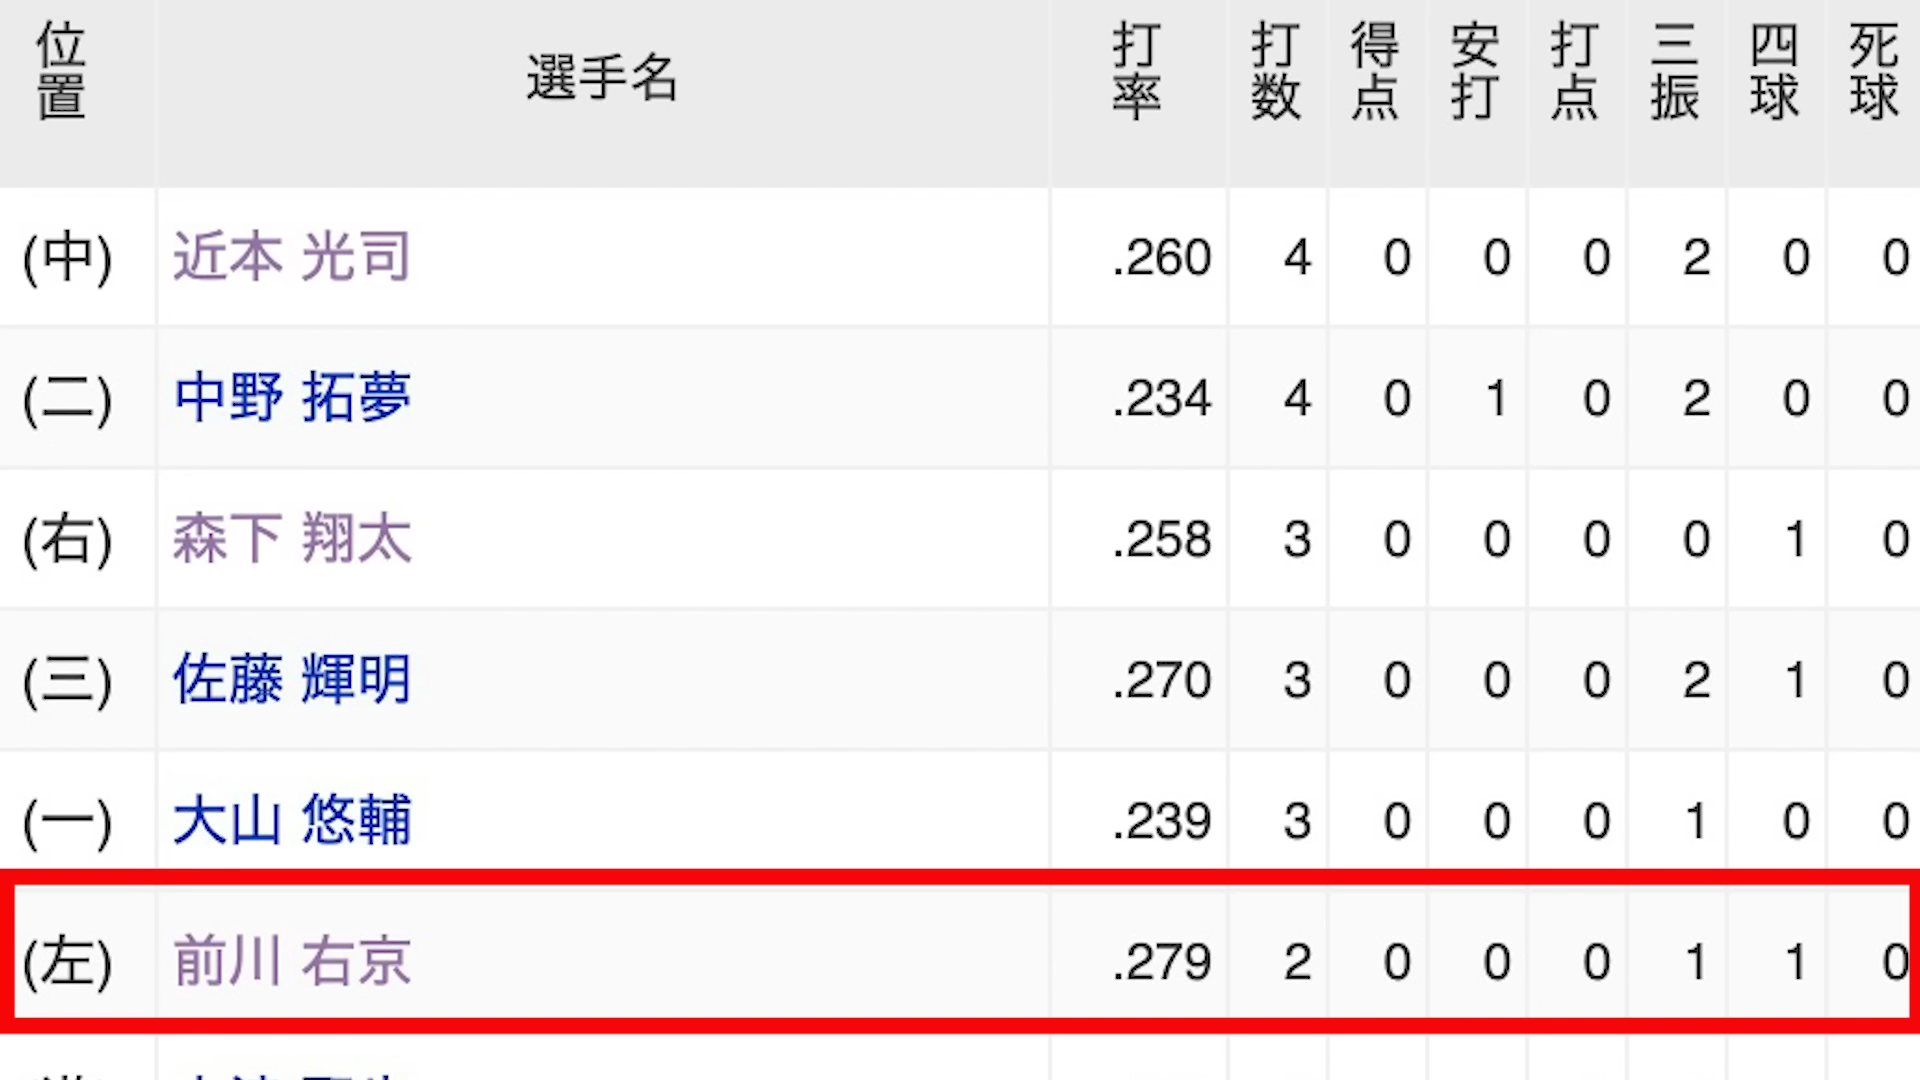 位置 選手名 打率 打数 得点 安打 打点 三振 四球 死球
(中) 近本 光司 .260 4 0 0 0 2 0 0
(二) 中野 拓夢 .234 4 0 1 0 2 0 0
(右) 森下 翔太 .258 3 0 0 0 0 1 0
(三) 佐藤 輝明 .270 3 0 0 0 2 1 0
(一) 大山 悠輔 .239 3 0 0 0 1 0 0
(左) 前川 右京 .279 2 0 0 0 1 1 0